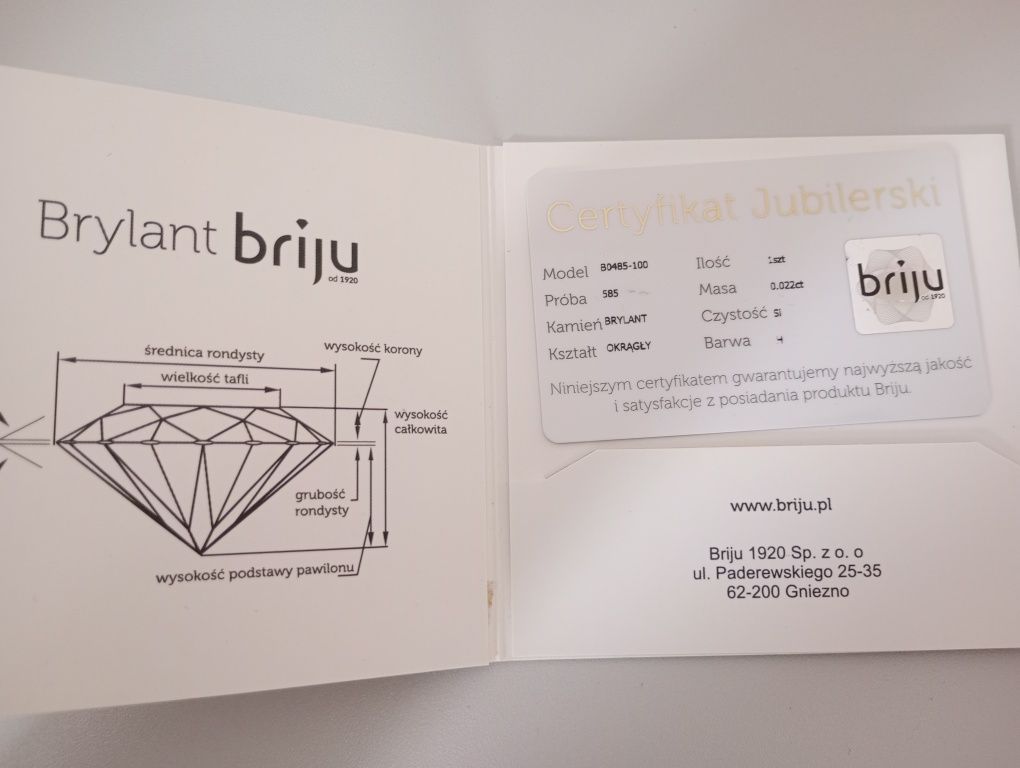 Brylant briju
od 1920
średnica rondysty
wysokość korony
wielkość tafli
wysokość
całkowita
grubość
rondysty
wysokość podstawy pawilonu
Certyfikat Jubilerski
Model B0485-100
Próba 585
Kamień BRYLANT
Kształt OKRĄGŁY
Ilość 1szt
Masa 0.022ct
Czystość SI
Barwa H
briju
od 1920
Niniejszym certyfikatem gwarantujemy najwyższą jakość
i satysfakcje z posiadania produktu Briju.
www.briju.pl
Briju 1920 Sp. z o. o
ul. Paderewskiego 25-35
62-200 Gniezno